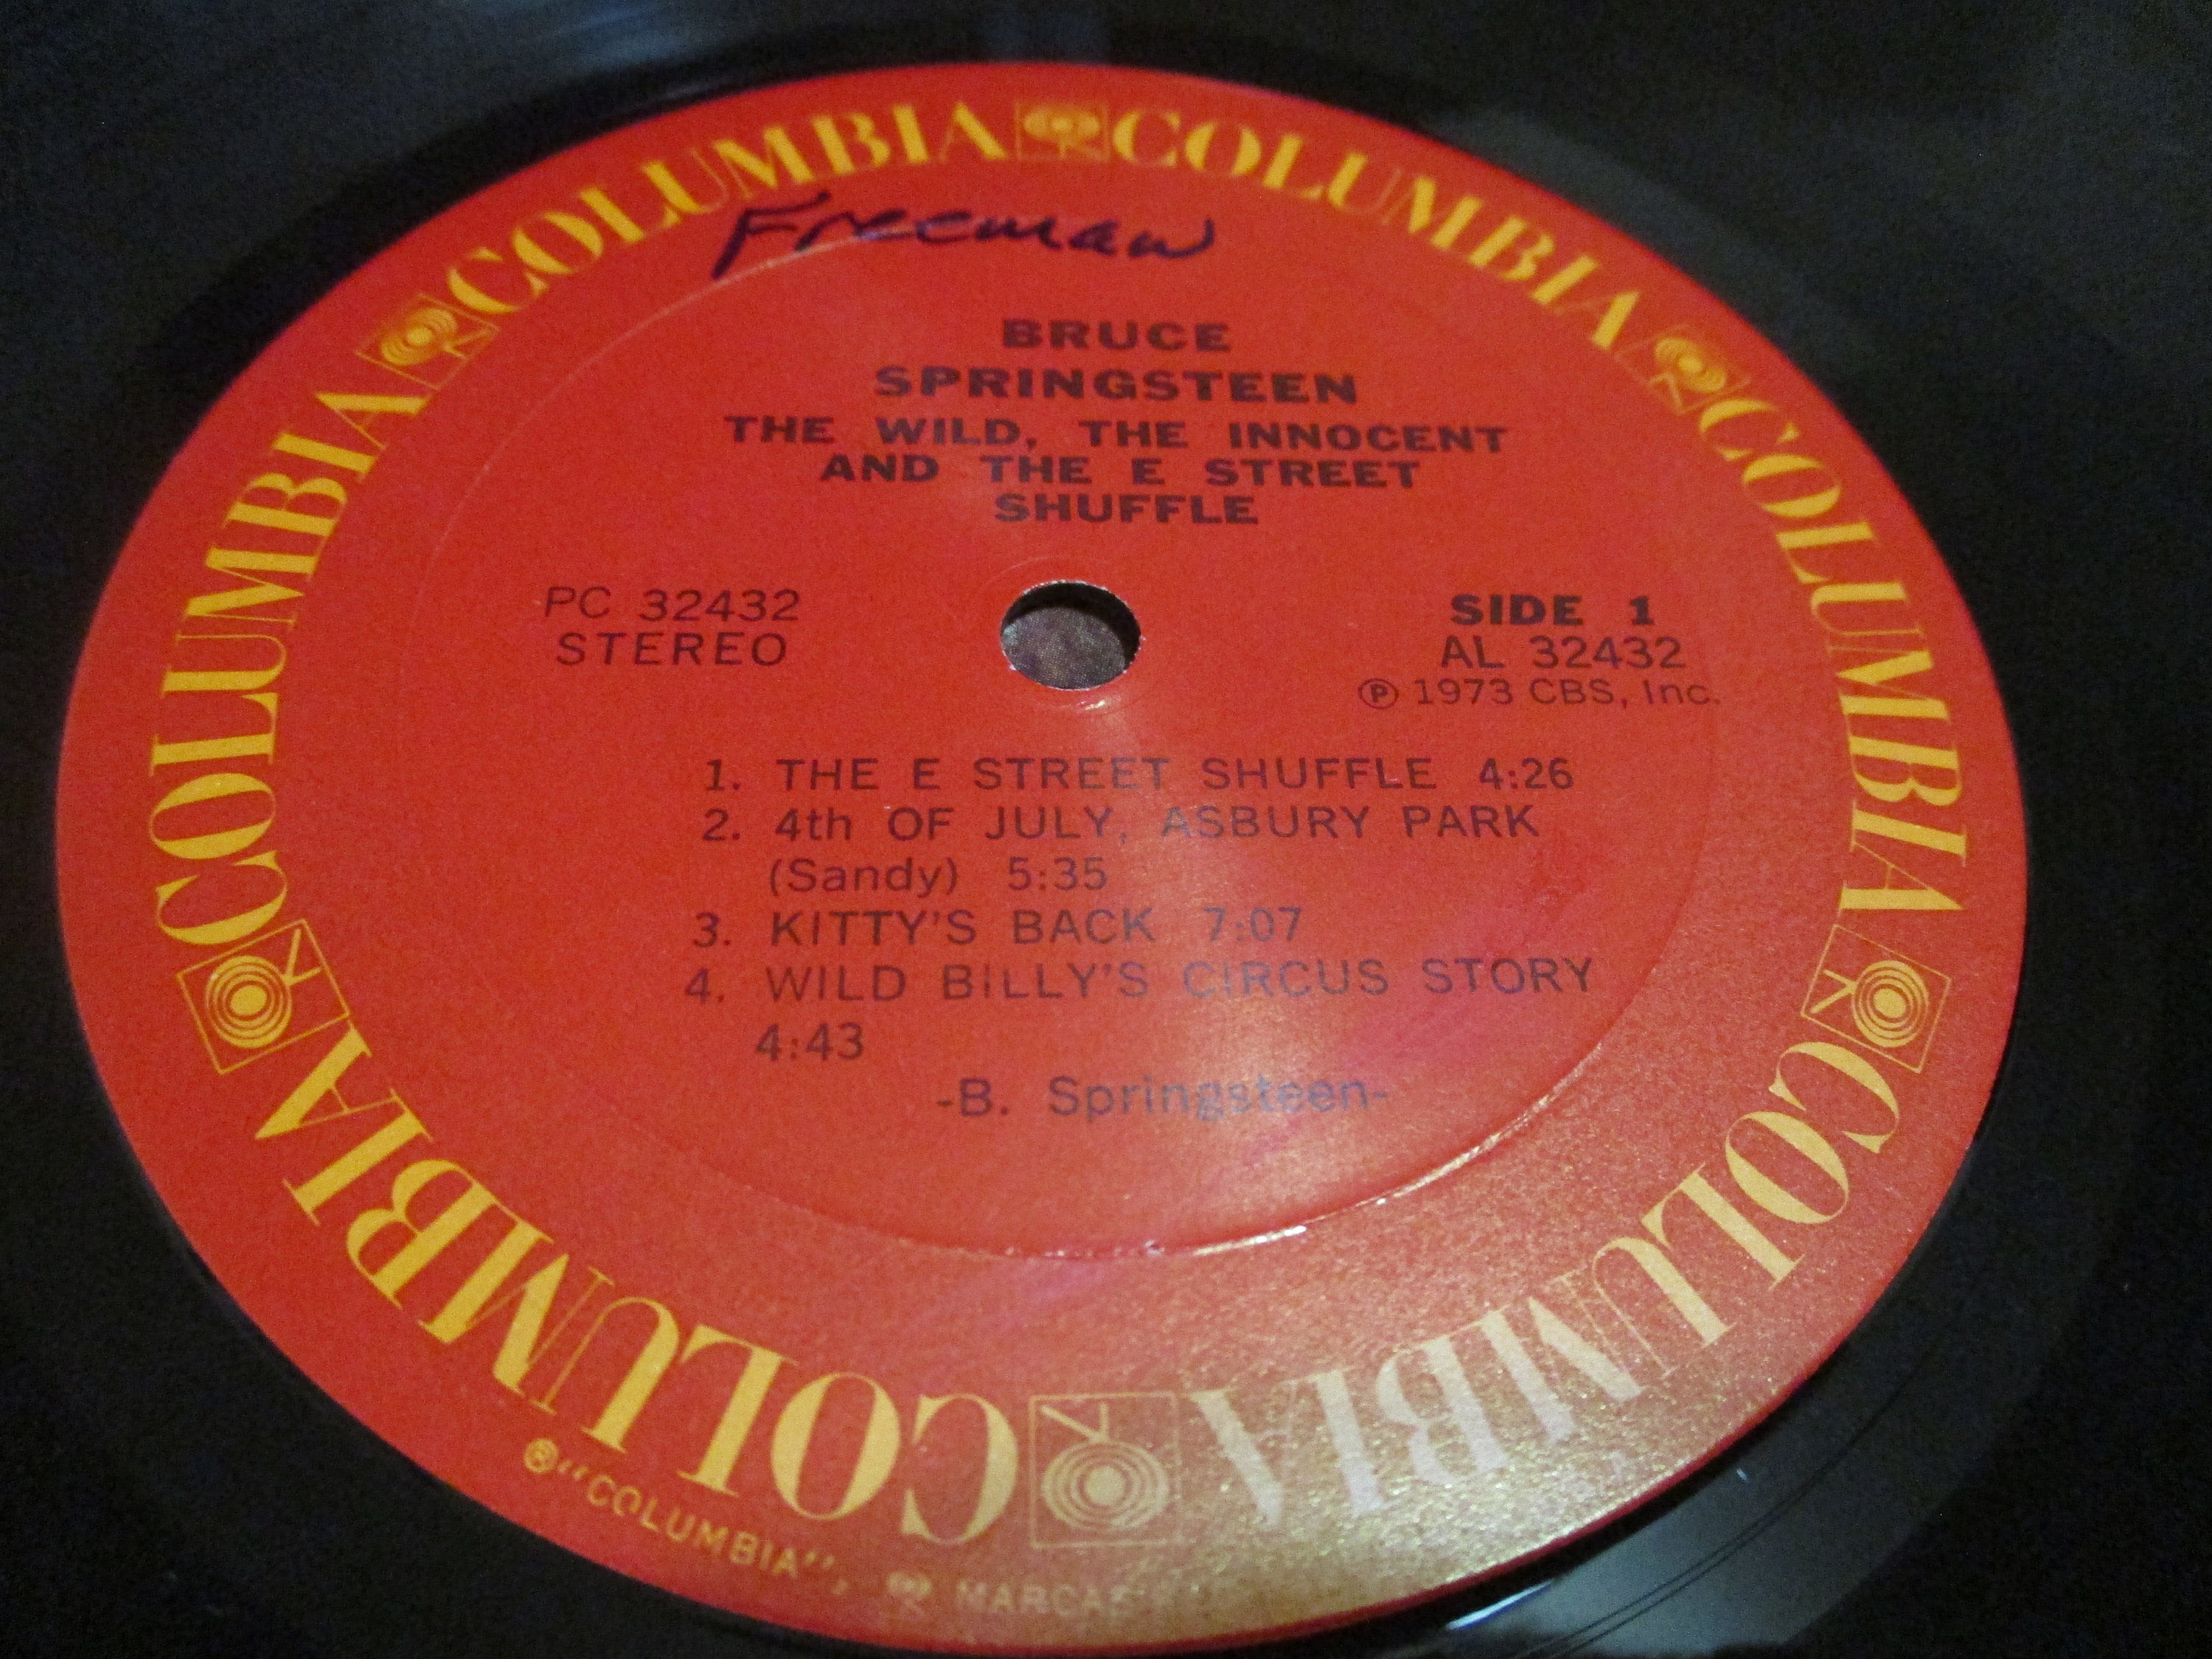 COLUMBIA COLUMBIA COLUMBIA COLUMBIA COLUMBIA COLUMBIA
Freeman
BRUCE
SPRINGSTEEN
THE WILD, THE INNOCENT
AND THE E STREET
SHUFFLE
PC 32432
STEREO
SIDE 1
AL 32432
Ⓟ 1973 CBS, Inc.
1. THE E STREET SHUFFLE 4:26
2. 4th OF JULY, ASBURY PARK
(Sandy) 5:35
3. KITTY'S BACK 7:07
4. WILD BILLY'S CIRCUS STORY
4:43
-B. Springsteen-
® "COLUMBIA", MARCAS